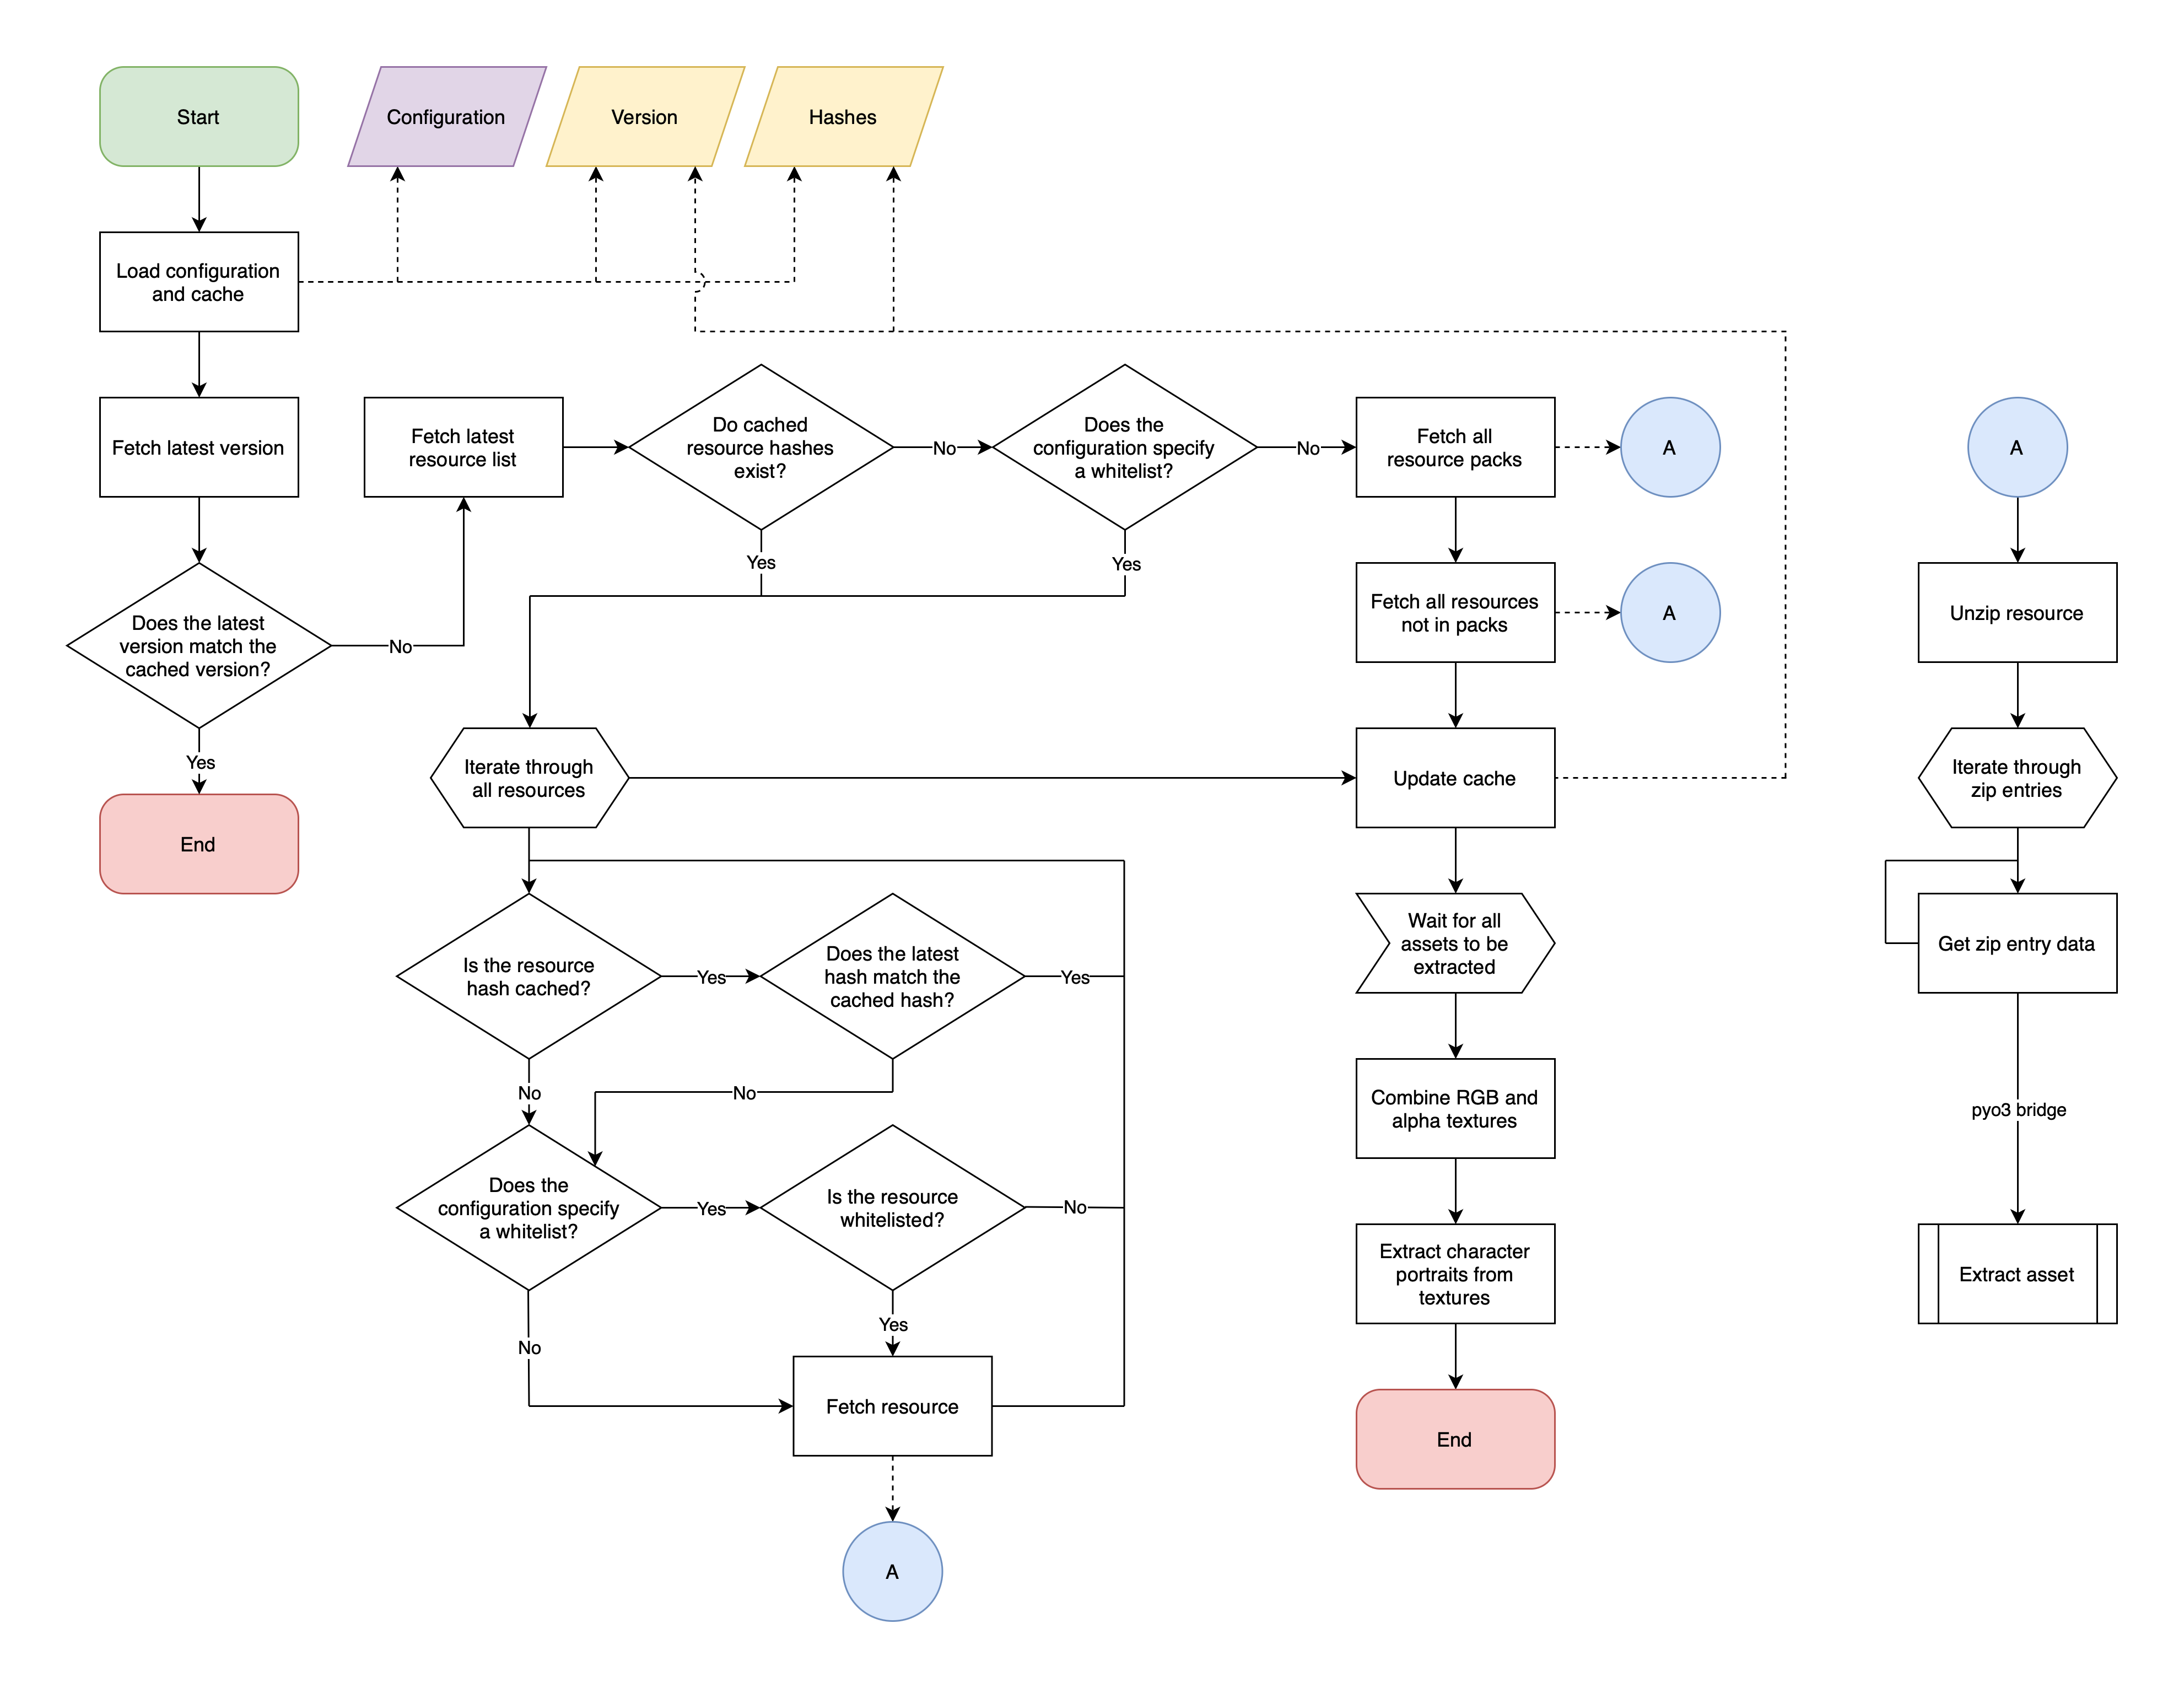 Start
Configuration
Version
Hashes
Load configuration
and cache
Fetch latest version
Fetch latest
resource list
Do cached
resource hashes
exist?
No
Does the
configuration specify
a whitelist?
No
Fetch all
resource packs
A
A
Yes
Yes
Does the latest
version match the
cached version?
No
Fetch all resources
not in packs
A
Unzip resource
Yes
End
Iterate through
all resources
Update cache
Iterate through
zip entries
Is the resource
hash cached?
Yes
Does the latest
hash match the
cached hash?
Yes
Wait for all
assets to be
extracted
Get zip entry data
No
No
Combine RGB and
alpha textures
pyo3 bridge
Does the
configuration specify
a whitelist?
Yes
Is the resource
whitelisted?
No
Extract character
portraits from
textures
Extract asset
No
Yes
Fetch resource
End
A